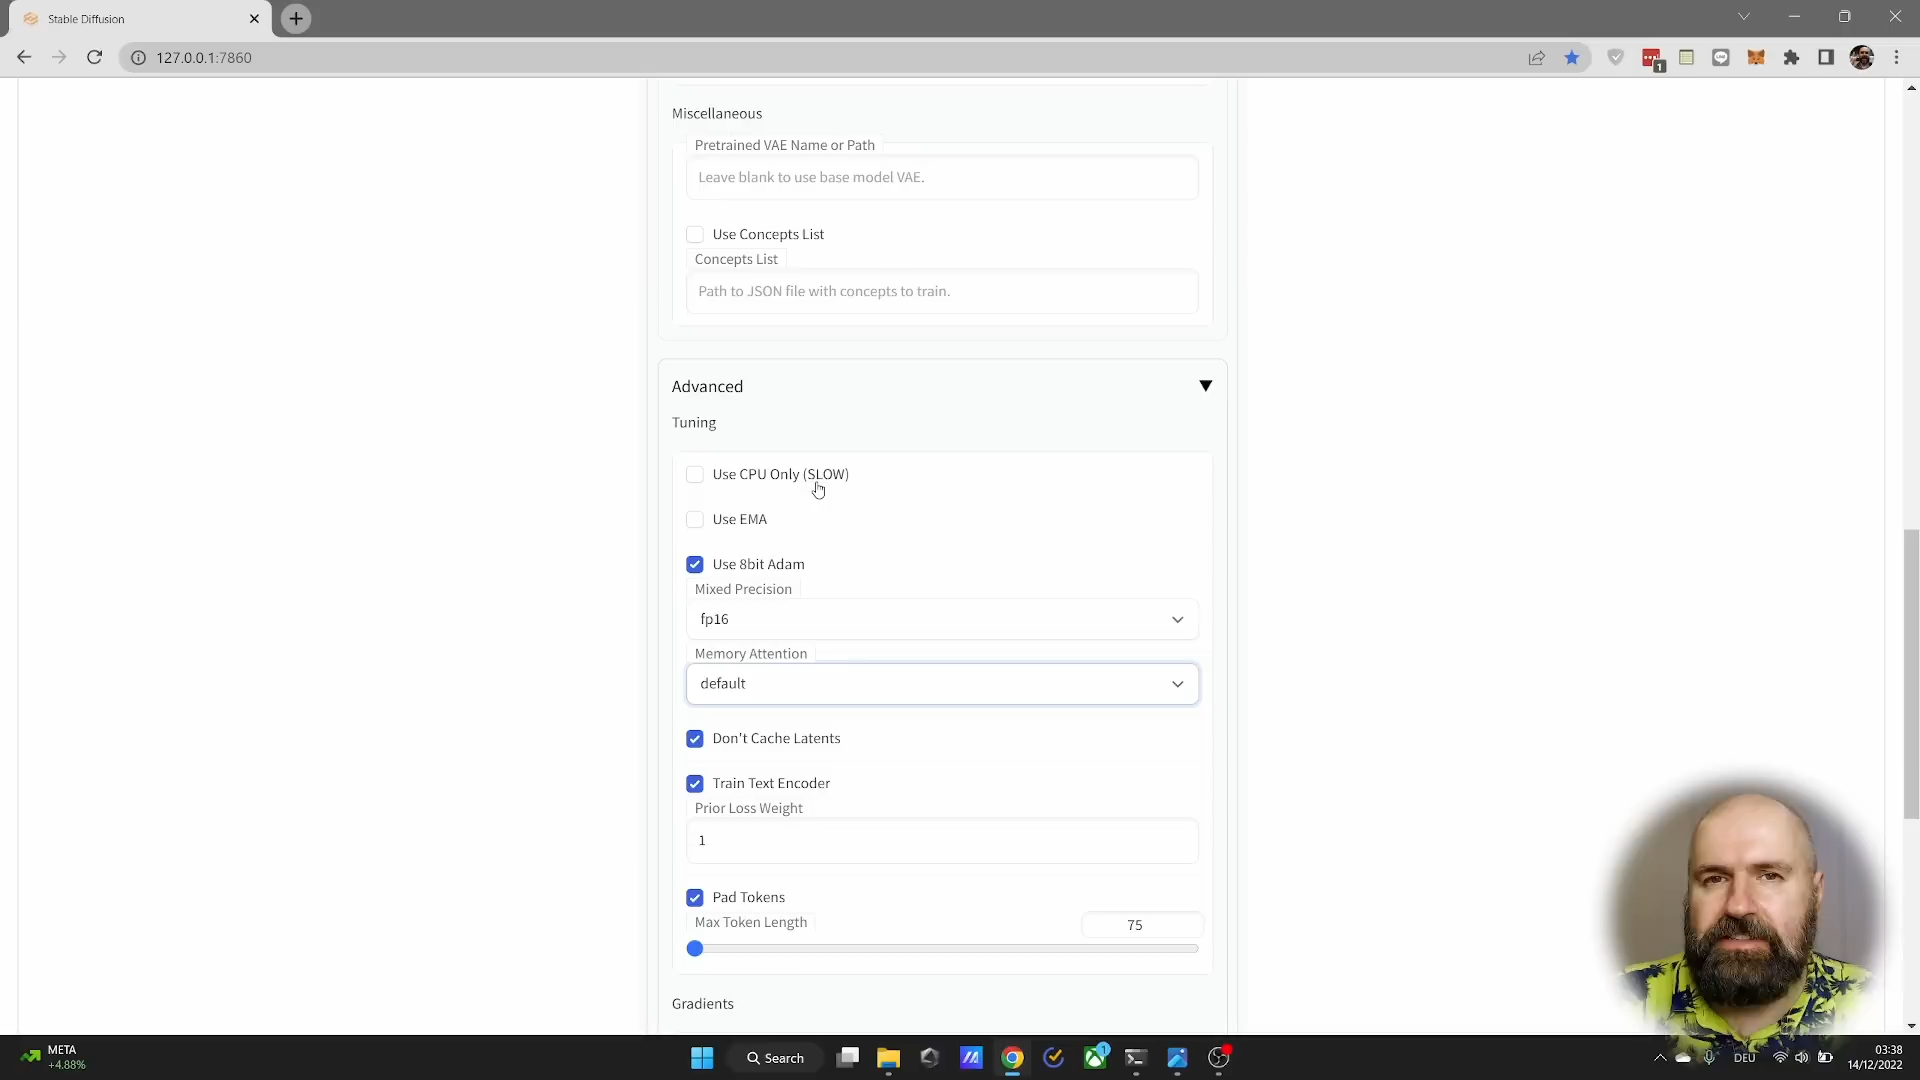 Stable Diffusion
127.0.0.1:7860
1
Miscellaneous
Pretrained VAE Name or Path
Leave blank to use base model VAE.
Use Concepts List
Concepts List
Path to JSON file with concepts to train.
Advanced
Tuning
Use CPU Only (SLOW)
Use EMA
Use 8bit Adam
Mixed Precision
fp16
Memory Attention
default
Don't Cache Latents
Train Text Encoder
Prior Loss Weight
1
Pad Tokens
Max Token Length
75
Gradients
META
+4.88%
Search
1
DEU
03:38
14/12/2022